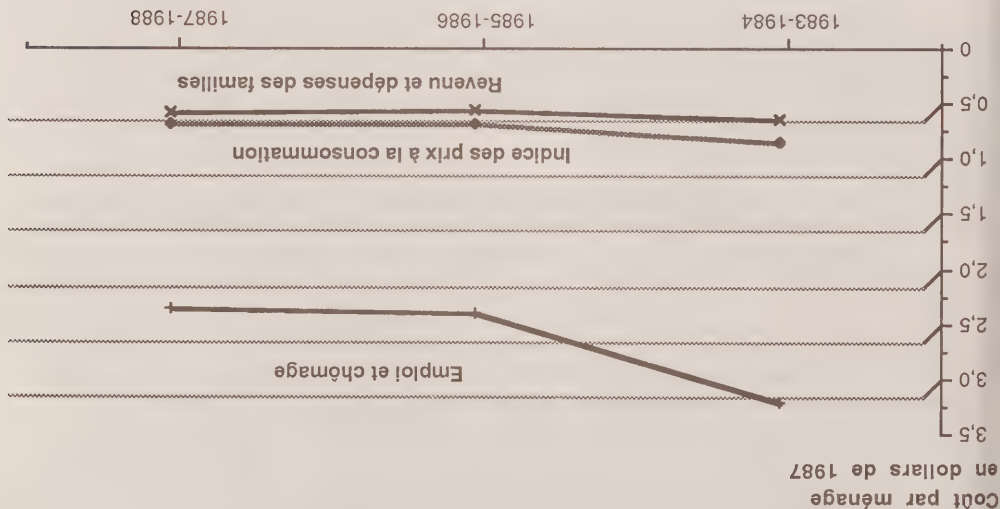 Coût par ménage
en dollars de 1987
3,5
3,0
2,5
2,0
1,5
1,0
0,5
0
Emploi et chômage
Indice des prix à la consommation
Revenu et dépenses des familles
1983-1984
1985-1986
1987-1988